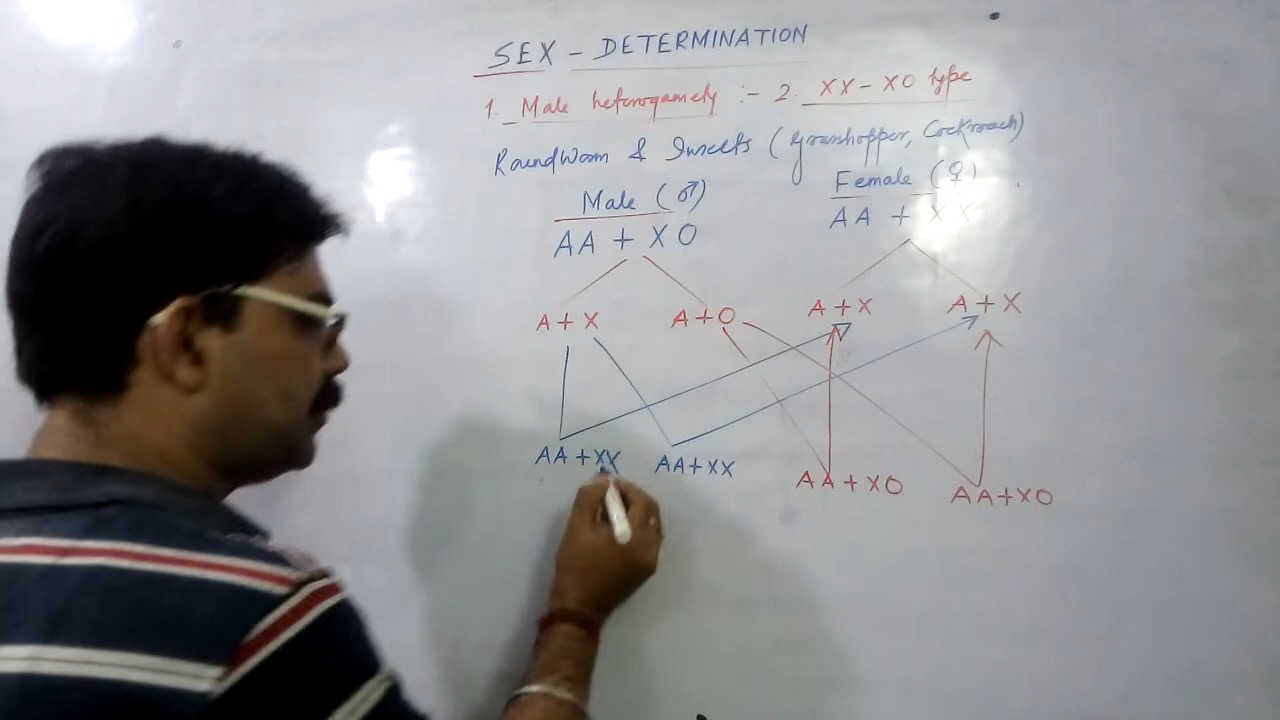 SEX - DETERMINATION
1. Male heterogamety :- 2. XX - XO type
RoundWorm & Insects (Grasshopper, Cockroach)
Male (♂) Female (♀)
AA + XO AA + XX
A + X A + O A + X A + X
AA + XX AA + XX AA + XO AA + XO